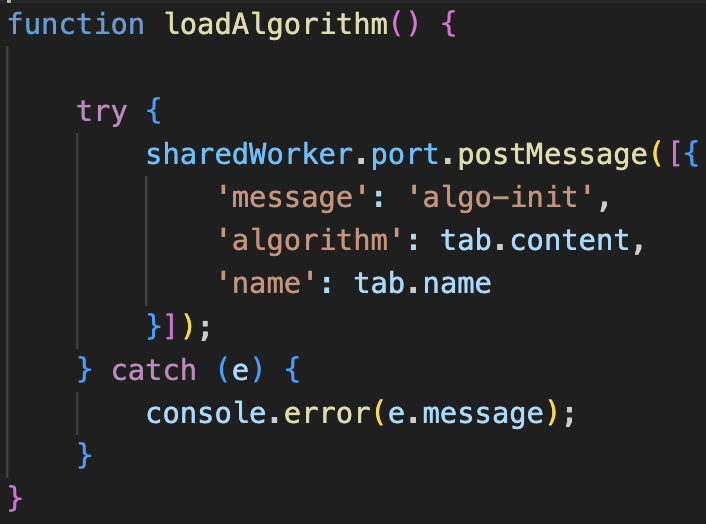 function loadAlgorithm() {
try {
sharedWorker.port.postMessage([{
'message': 'algo-init',
'algorithm': tab.content,
'name': tab.name
}]);
} catch (e) {
console.error(e.message);
}
}